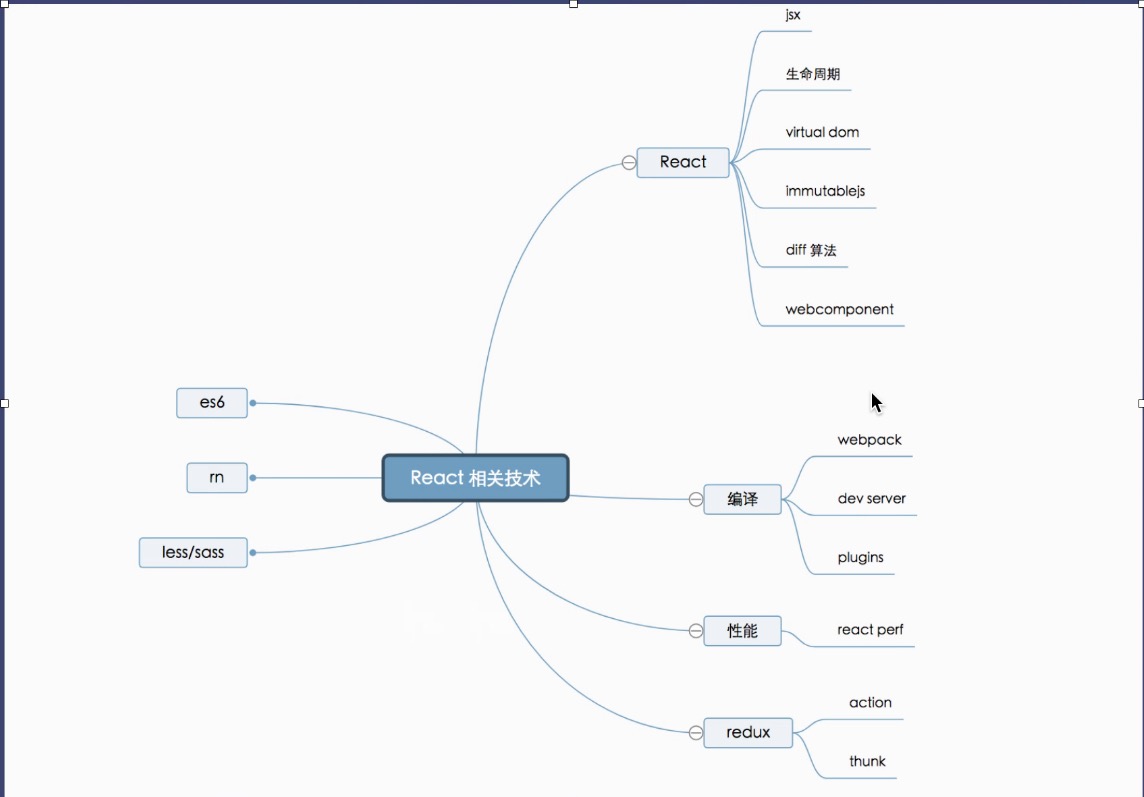 jsx
生命周期
virtual dom
React
immutablejs
diff 算法
webcomponent
es6
rn
less/sass
React 相关技术
webpack
编译
dev server
plugins
性能
react perf
action
redux
thunk